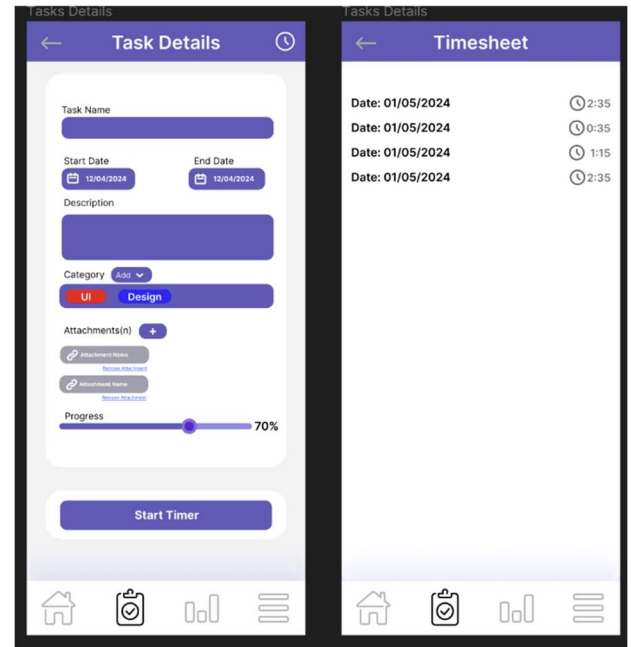 Tasks Details
Task Details
Task Name
Start Date End Date
12/04/2024 12/04/2024
Description
Category Add
UI Design
Attachments(n) +
Attachment Name
Remove Attachment
Attachment Name
Remove Attachment
Progress
70%
Start Timer
Tasks Details
Timesheet
Date: 01/05/2024 2:35
Date: 01/05/2024 0:35
Date: 01/05/2024 1:15
Date: 01/05/2024 2:35